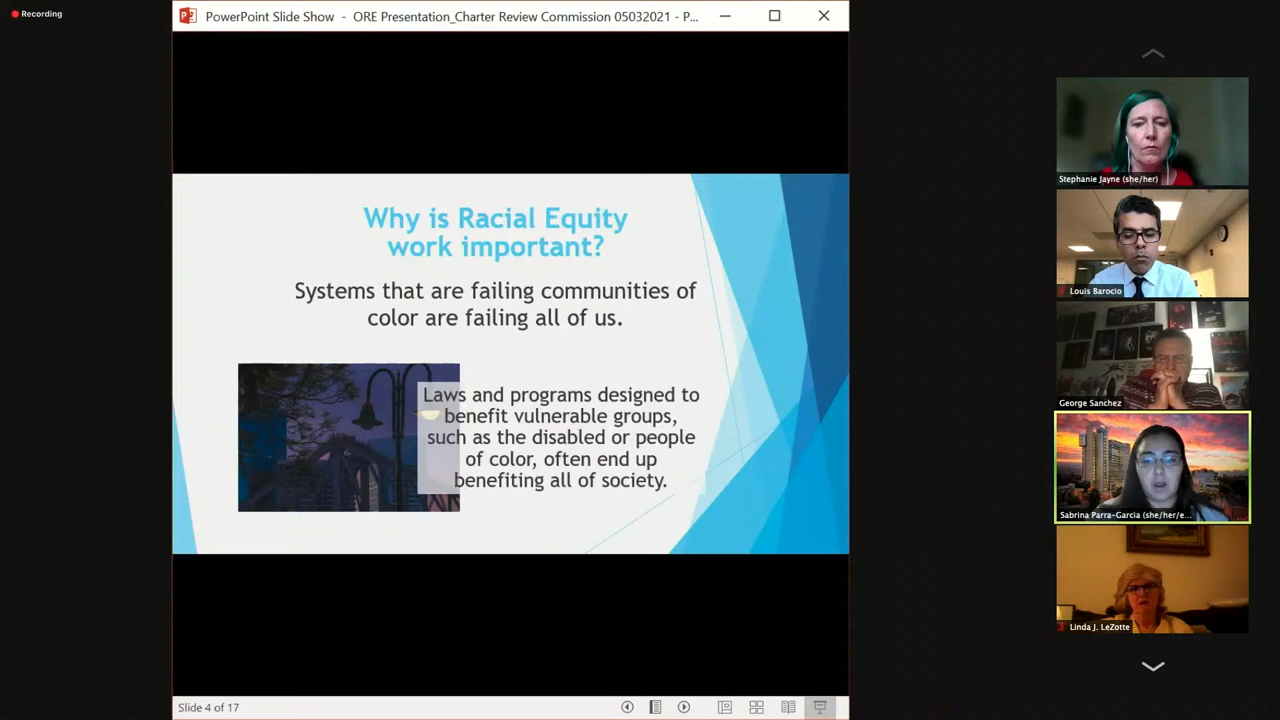 Recording
PowerPoint Slide Show - ORE Presentation_Charter Review Commission 05032021 - P...
Why is Racial Equity
work important?
Systems that are failing communities of
color are failing all of us.
Laws and programs designed to
benefit vulnerable groups,
such as the disabled or people
of color, often end up
benefiting all of society.
Slide 4 of 17
Stephanie Jayne (she/her)
Louis Barocio
George Sanchez
Sabrina Parra-Garcia (she/her/e...
Linda J. LeZotte